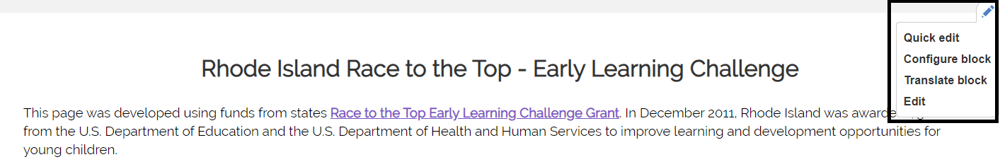 Quick edit
Configure block
Translate block
Edit
Rhode Island Race to the Top - Early Learning Challenge
This page was developed using funds from states Race to the Top Early Learning Challenge Grant. In December 2011, Rhode Island was
from the U.S. Department of Education and the U.S. Department of Health and Human Services to improve learning and development opportunities for
young children.